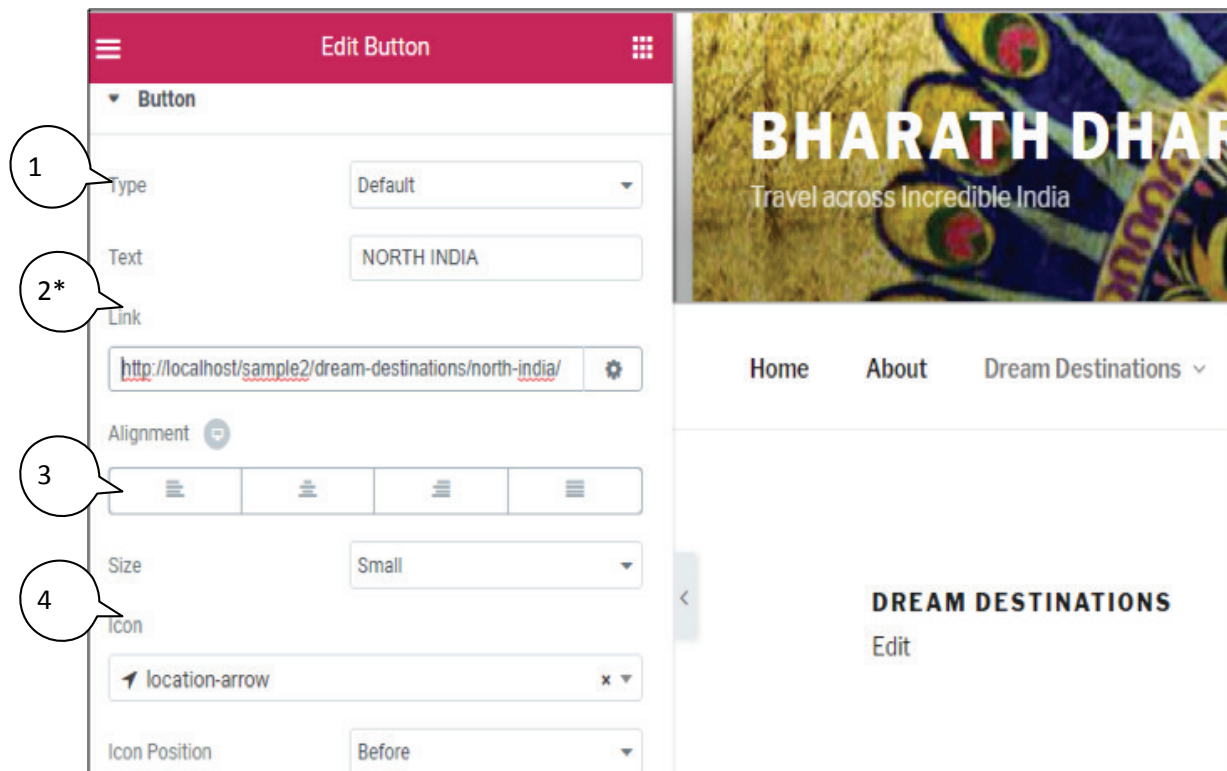 Edit Button
Button
1
Type
Default
Text
NORTH INDIA
2*
Link
http://localhost/sample2/dream-destinations/north-india/
Alignment
3
Size
Small
4
Icon
location-arrow
Icon Position
Before
BHARATH DHAR
Travel across Incredible India
Home
About
Dream Destinations
DREAM DESTINATIONS
Edit